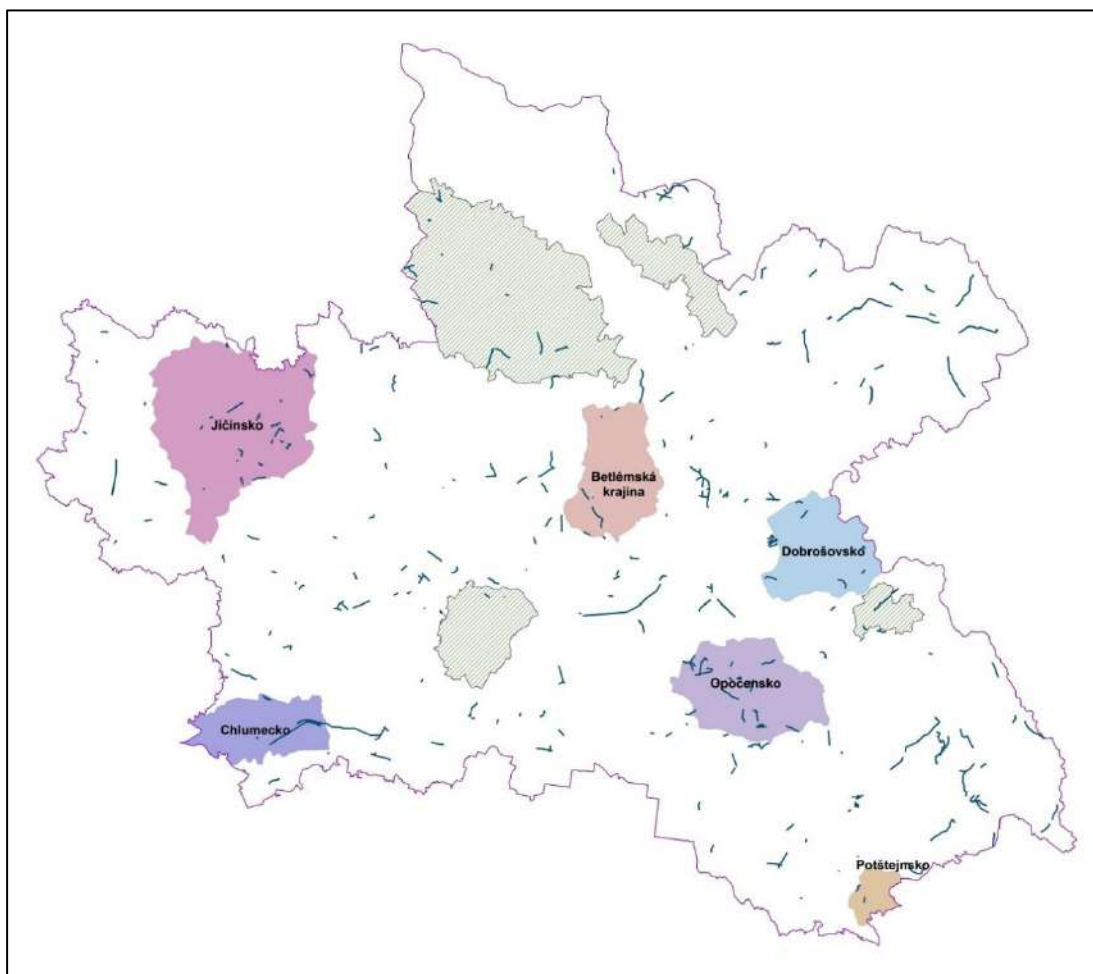 Jičínsko
Betlémská
krajina
Dobrošovsko
Opočensko
Chlumecko
Potštejnsko